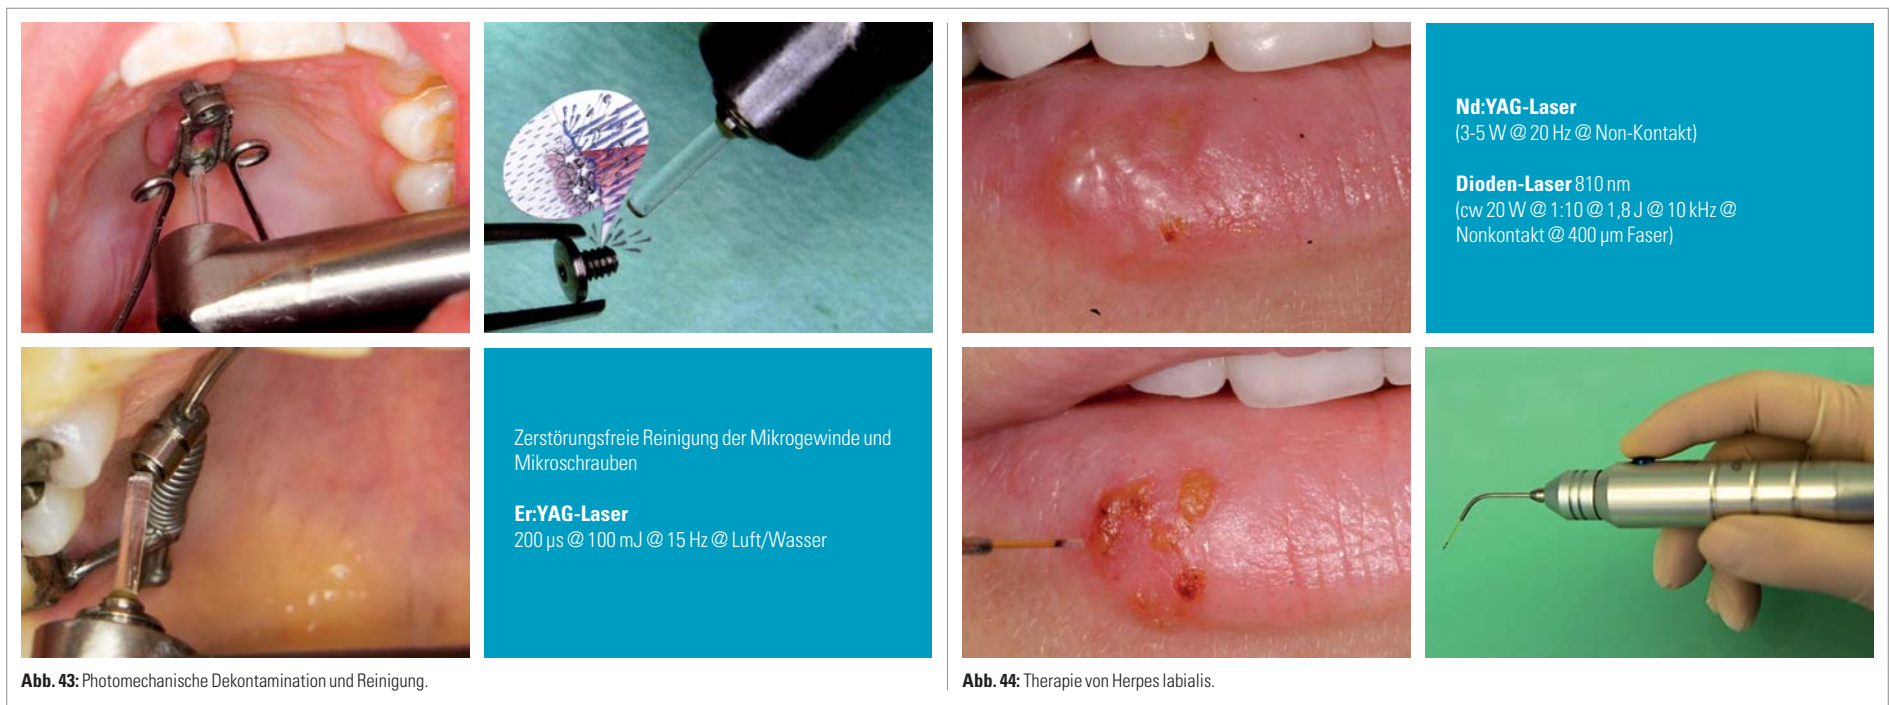 Zerstörungsfreie Reinigung der Mikrogewinde und
Mikroschrauben
Er:YAG-Laser
200 µs @ 100 mJ @ 15 Hz @ Luft/Wasser
Abb. 43: Photomechanische Dekontamination und Reinigung.
Nd:YAG-Laser
(3-5 W @ 20 Hz @ Non-Kontakt)
Dioden-Laser 810 nm
(cw 20 W @ 1:10 @ 1,8 J @ 10 kHz @
Nonkontakt @ 400 µm Faser)
Abb. 44: Therapie von Herpes labialis.